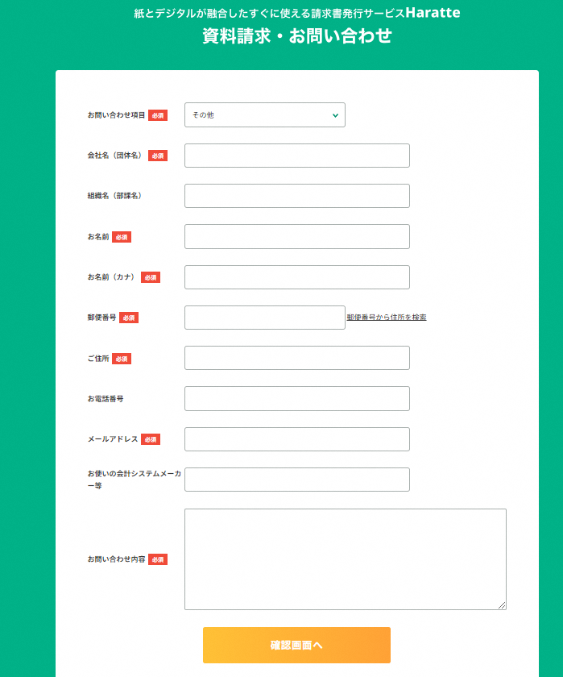 紙とデジタルが融合したすぐに使える請求書発行サービスHaratte
資料請求・お問い合わせ
お問い合わせ項目 必須 その他
会社名（団体名） 必須
組織名（部課名）
お名前 必須
お名前（カナ） 必須
郵便番号 必須 郵便番号から住所を検索
ご住所 必須
お電話番号
メールアドレス 必須
お使いの会計システムメーカ
ー等
お問い合わせ内容 必須
確認画面へ